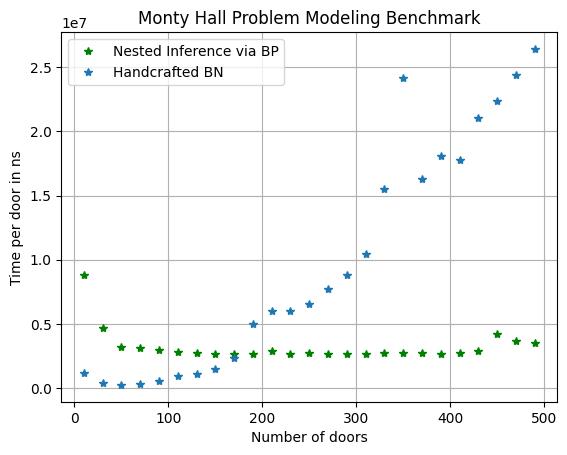 Monty Hall Problem Modeling Benchmark
1e7
Nested Inference via BP
Handcrafted BN
2.5
2.0
1.5
1.0
0.5
0.0
Time per door in ns
0 100 200 300 400 500
Number of doors